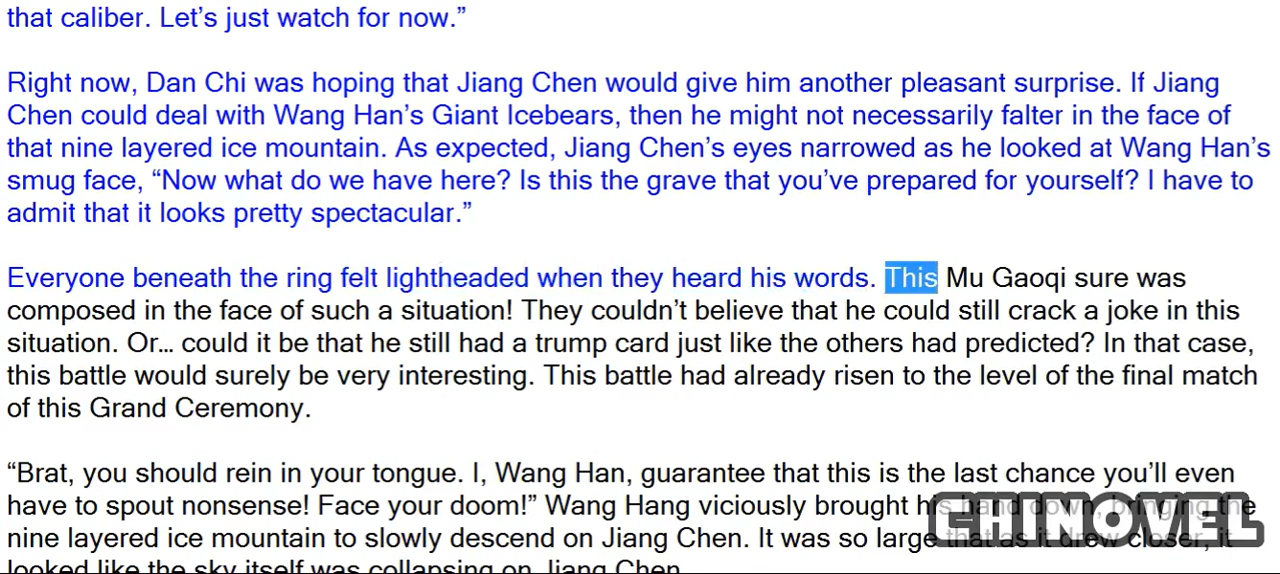 that caliber. Let’s just watch for now.”
Right now, Dan Chi was hoping that Jiang Chen would give him another pleasant surprise. If Jiang
Chen could deal with Wang Han’s Giant Icebears, then he might not necessarily falter in the face of
that nine layered ice mountain. As expected, Jiang Chen’s eyes narrowed as he looked at Wang Han’s
smug face, “Now what do we have here? Is this the grave that you’ve prepared for yourself? I have to
admit that it looks pretty spectacular.”
Everyone beneath the ring felt lightheaded when they heard his words. This Mu Gaoqi sure was
composed in the face of such a situation! They couldn’t believe that he could still crack a joke in this
situation. Or… could it be that he still had a trump card just like the others had predicted? In that case,
this battle would surely be very interesting. This battle had already risen to the level of the final match
of this Grand Ceremony.
“Brat, you should rein in your tongue. I, Wang Han, guarantee that this is the last chance you’ll even
have to spout nonsense! Face your doom!” Wang Hang viciously brought his hand down, bringing the
nine layered ice mountain to slowly descend on Jiang Chen. It was so large that as it drew closer, it
looked like the sky itself was collapsing on Jiang Chen.
CHINOVEL